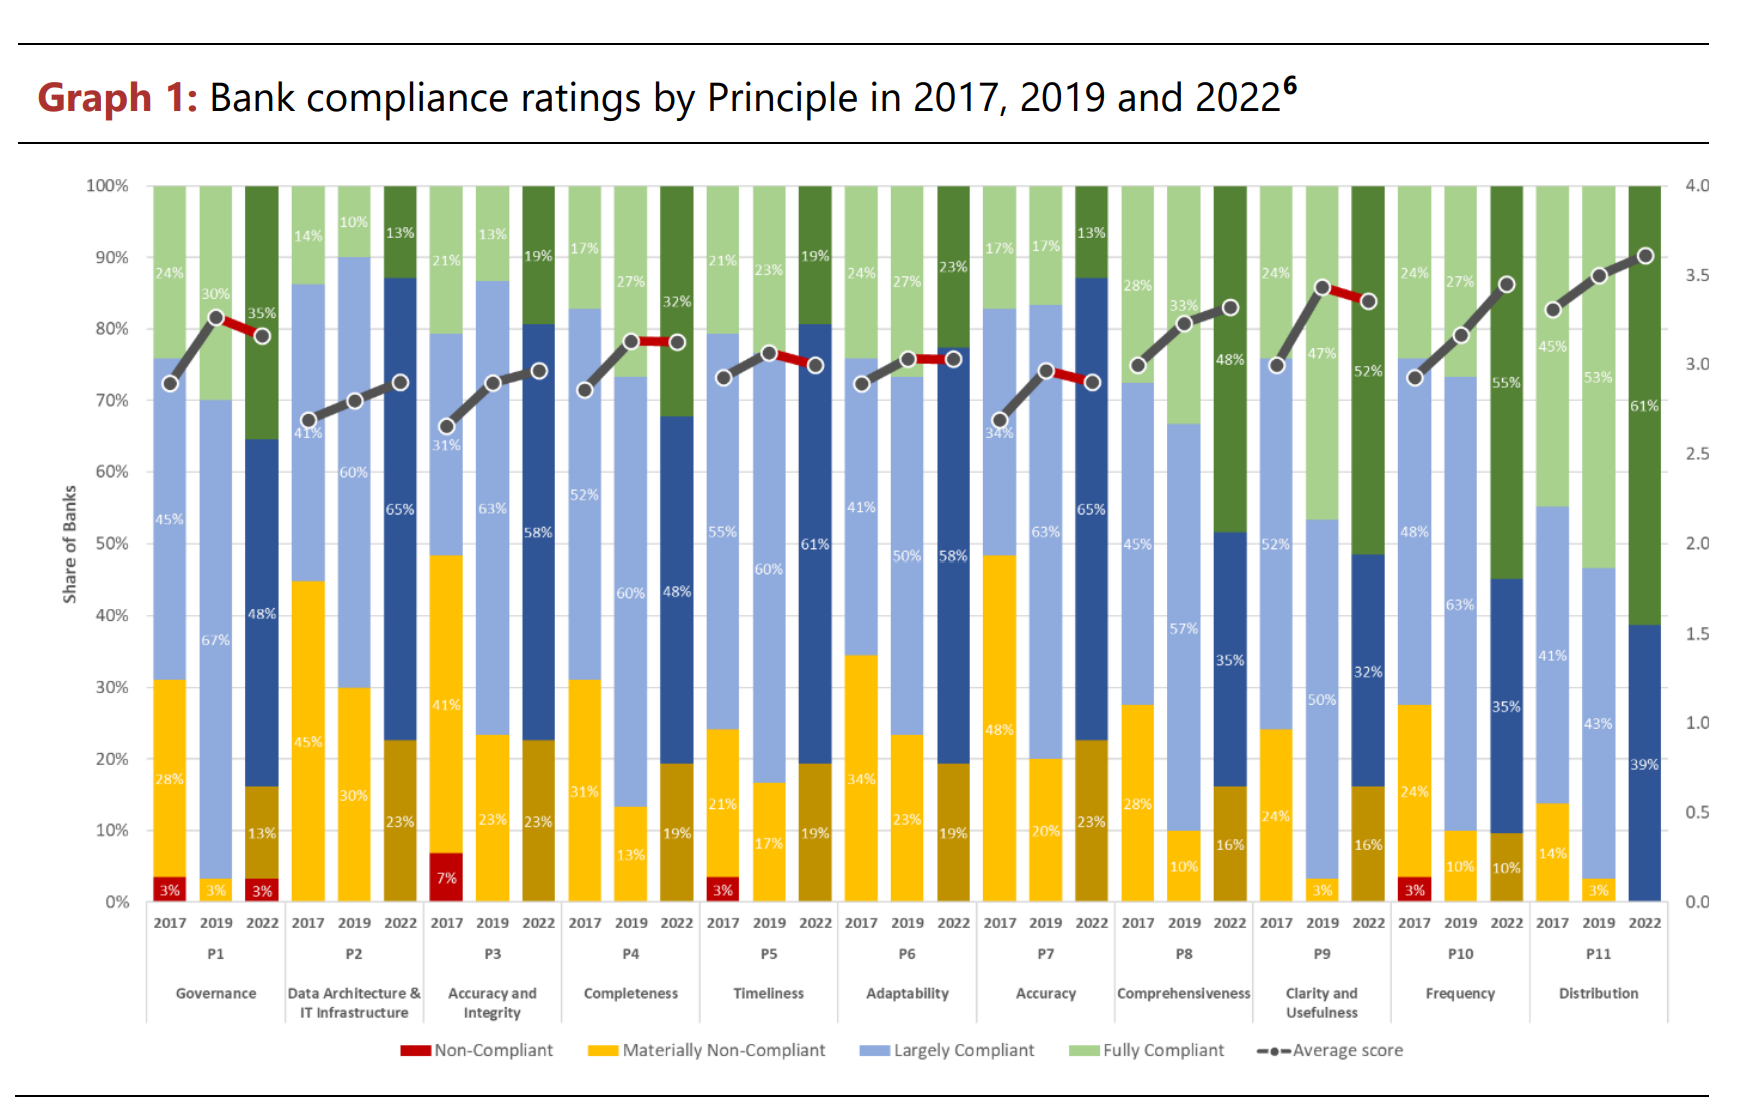 Graph 1: Bank compliance ratings by Principle in 2017, 2019 and 2022⁶
100% 4.0
90% 3.5
80% 3.0
70% 2.5
60% 2.0
50% 1.5
40% 1.0
30% 0.5
20% 0.0
10%
0%
Share of Banks
24% 45% 28% 3%
30% 67% 3%
35% 48% 13% 3%
14% 41% 45%
10% 60% 30%
13% 65% 23%
21% 31% 41% 7%
13% 63% 23%
19% 58% 23%
17% 52% 31%
27% 60% 13%
32% 48% 19%
21% 55% 21% 3%
23% 60% 17%
19% 61% 19%
24% 41% 34%
27% 50% 23%
23% 58% 19%
17% 34% 48%
17% 63% 20%
13% 65% 23%
28% 45% 28%
33% 57% 10%
48% 35% 16%
24% 52% 24%
47% 50% 3%
52% 32% 16%
24% 48% 24% 3%
27% 63% 10%
55% 35% 10%
45% 41% 14%
53% 43% 3%
61% 39%
2017 2019 2022 2017 2019 2022 2017 2019 2022 2017 2019 2022 2017 2019 2022 2017 2019 2022 2017 2019 2022 2017 2019 2022 2017 2019 2022 2017 2019 2022 2017 2019 2022
P1 P2 P3 P4 P5 P6 P7 P8 P9 P10 P11
Governance Data Architecture & Accuracy and Completeness Timeliness Adaptability Accuracy Comprehensiveness Clarity and Frequency Distribution
IT Infrastructure Integrity Usefulness
Non-Compliant Materially Non-Compliant Largely Compliant Fully Compliant Average score